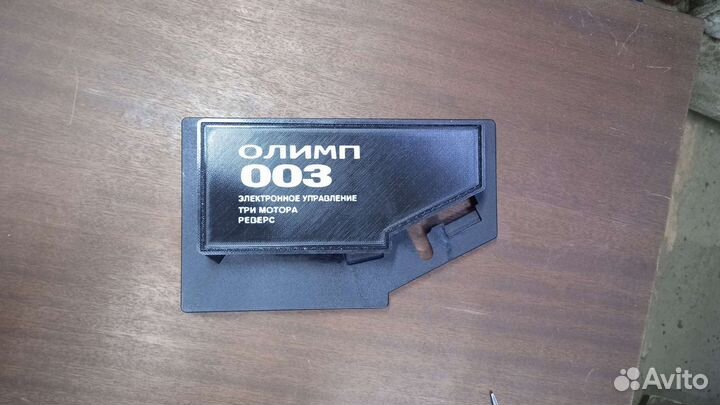 ОЛИМП
003
ЭЛЕКТРОННОЕ УПРАВЛЕНИЕ
ТРИ МОТОРА
РЕВЕРС
Avito